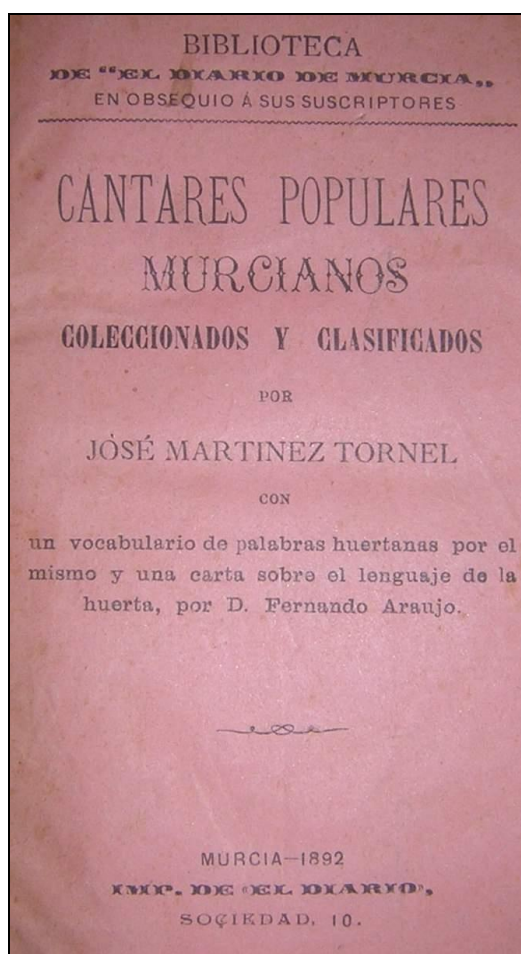 BIBLIOTECA
DE “EL DIARIO DE MURCIA„
EN OBSEQUIO Á SUS SUSCRIPTORES
CANTARES POPULARES
MURCIANOS
COLECCIONADOS Y CLASIFICADOS
POR
JOSÉ MARTINEZ TORNEL
CON
un vocabulario de palabras huertanas por el
mismo y una carta sobre el lenguaje de la
huerta, por D. Fernando Araujo.
MURCIA—1892
IMP. DE «EL DIARIO»,
SOCIEDAD, 10.